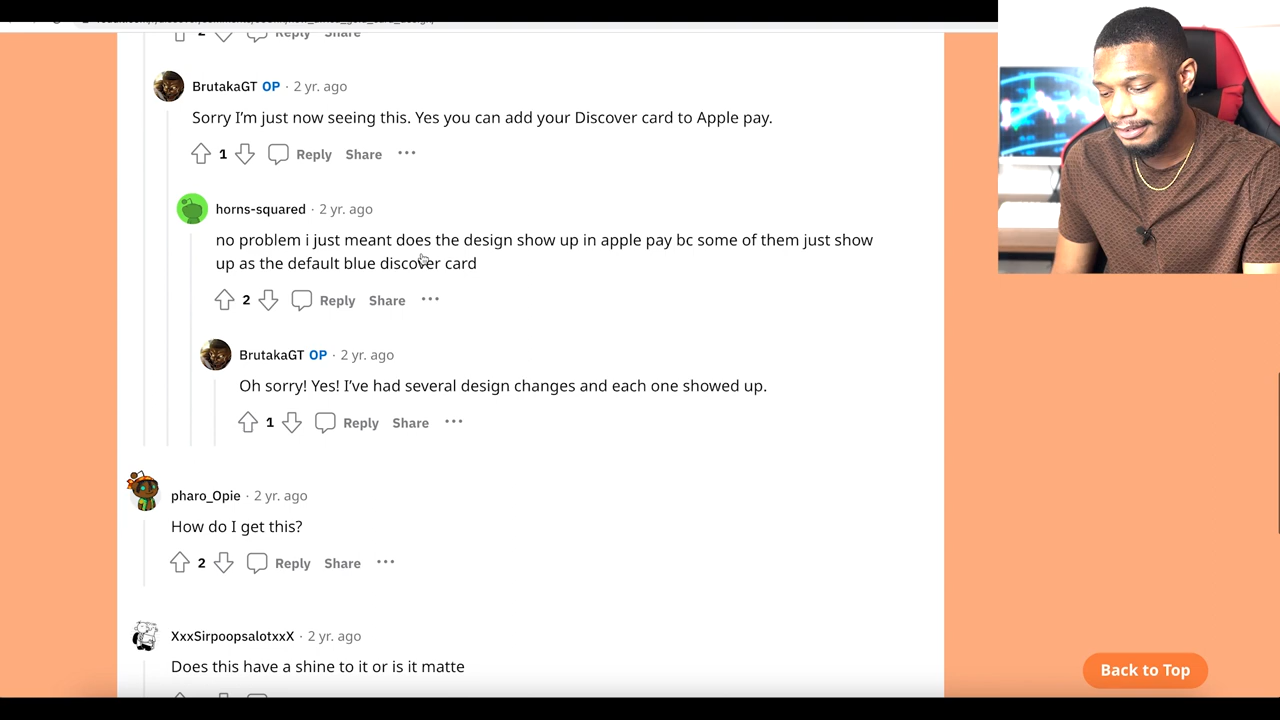 2 Reply Share
BrutakaGT OP · 2 yr. ago
Sorry I'm just now seeing this. Yes you can add your Discover card to Apple pay.
1 Reply Share ···
horns-squared · 2 yr. ago
no problem i just meant does the design show up in apple pay bc some of them just show
up as the default blue discover card
2 Reply Share ···
BrutakaGT OP · 2 yr. ago
Oh sorry! Yes! I've had several design changes and each one showed up.
1 Reply Share ···
pharo_Opie · 2 yr. ago
How do I get this?
2 Reply Share ···
XxxSirpoopsalotxxX · 2 yr. ago
Does this have a shine to it or is it matte
Back to Top